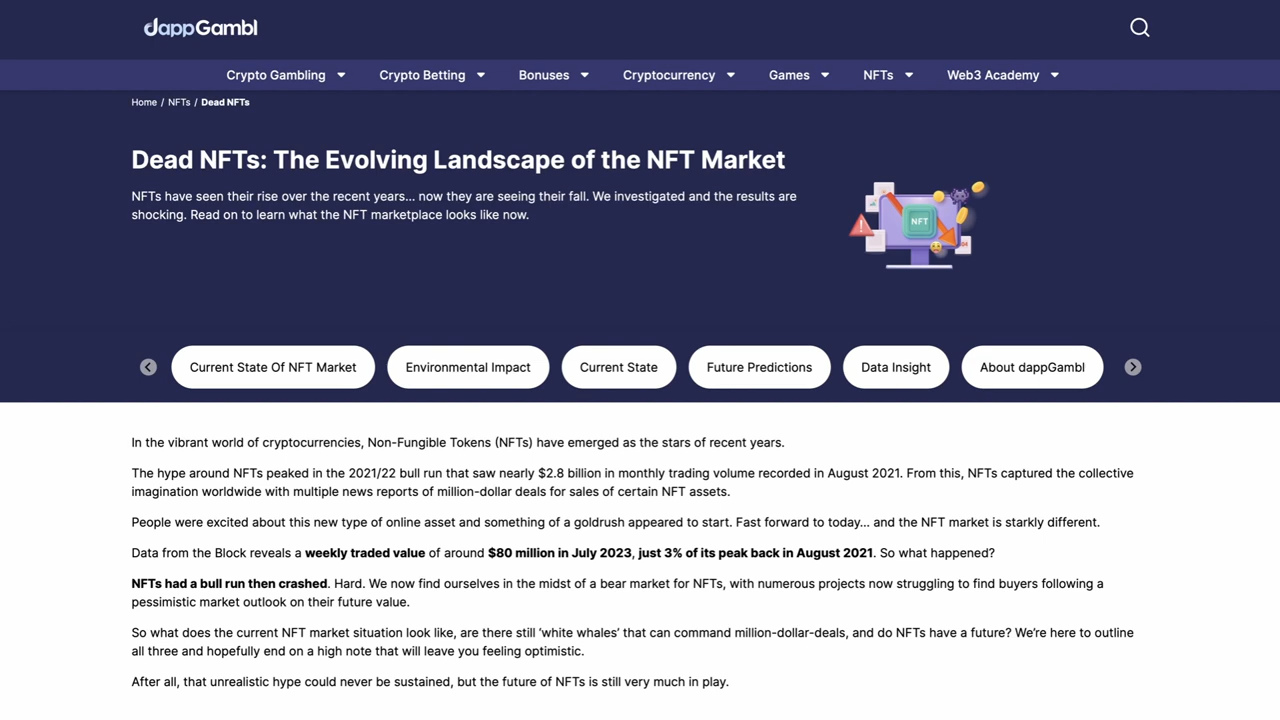 dappGambl
Crypto Gambling
Crypto Betting
Bonuses
Cryptocurrency
Games
NFTs
Web3 Academy
Home / NFTs / Dead NFTs
Dead NFTs: The Evolving Landscape of the NFT Market
NFTs have seen their rise over the recent years... now they are seeing their fall. We investigated and the results are
shocking. Read on to learn what the NFT marketplace looks like now.
NFT
Current State Of NFT Market
Environmental Impact
Current State
Future Predictions
Data Insight
About dappGambl
In the vibrant world of cryptocurrencies, Non-Fungible Tokens (NFTs) have emerged as the stars of recent years.
The hype around NFTs peaked in the 2021/22 bull run that saw nearly $2.8 billion in monthly trading volume recorded in August 2021. From this, NFTs captured the collective
imagination worldwide with multiple news reports of million-dollar deals for sales of certain NFT assets.
People were excited about this new type of online asset and something of a goldrush appeared to start. Fast forward to today... and the NFT market is starkly different.
Data from the Block reveals a weekly traded value of around $80 million in July 2023, just 3% of its peak back in August 2021. So what happened?
NFTs had a bull run then crashed. Hard. We now find ourselves in the midst of a bear market for NFTs, with numerous projects now struggling to find buyers following a
pessimistic market outlook on their future value.
So what does the current NFT market situation look like, are there still ‘white whales’ that can command million-dollar-deals, and do NFTs have a future? We’re here to outline
all three and hopefully end on a high note that will leave you feeling optimistic.
After all, that unrealistic hype could never be sustained, but the future of NFTs is still very much in play.